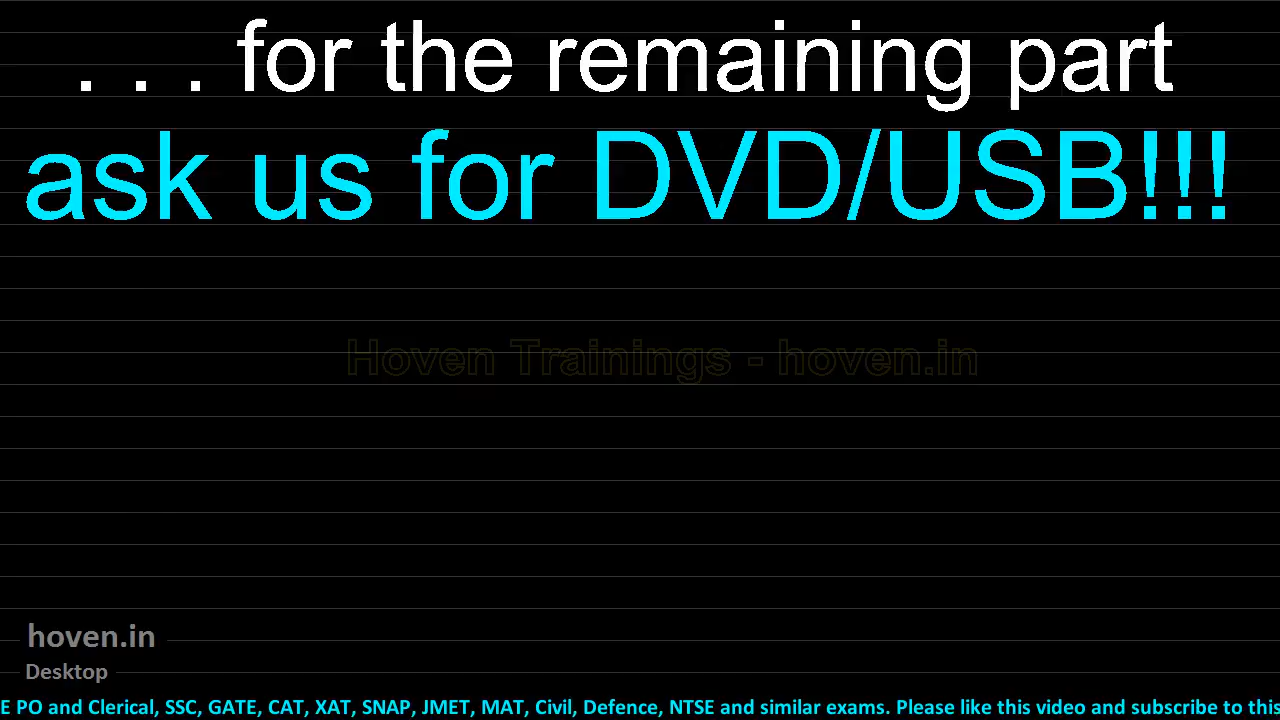 . . . for the remaining part
ask us for DVD/USB!!!
Hoven Trainings - hoven.in
hoven.in
Desktop
E PO and Clerical, SSC, GATE, CAT, XAT, SNAP, JMET, MAT, Civil, Defence, NTSE and similar exams. Please like this video and subscribe to this